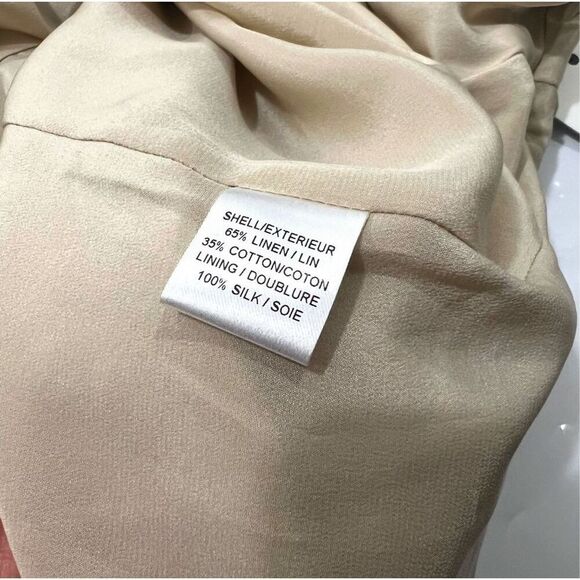 SHELL/EXTERIEUR
65% LINEN / LIN
35% COTTON/COTON
LINING / DOUBLURE
100% SILK / SOIE